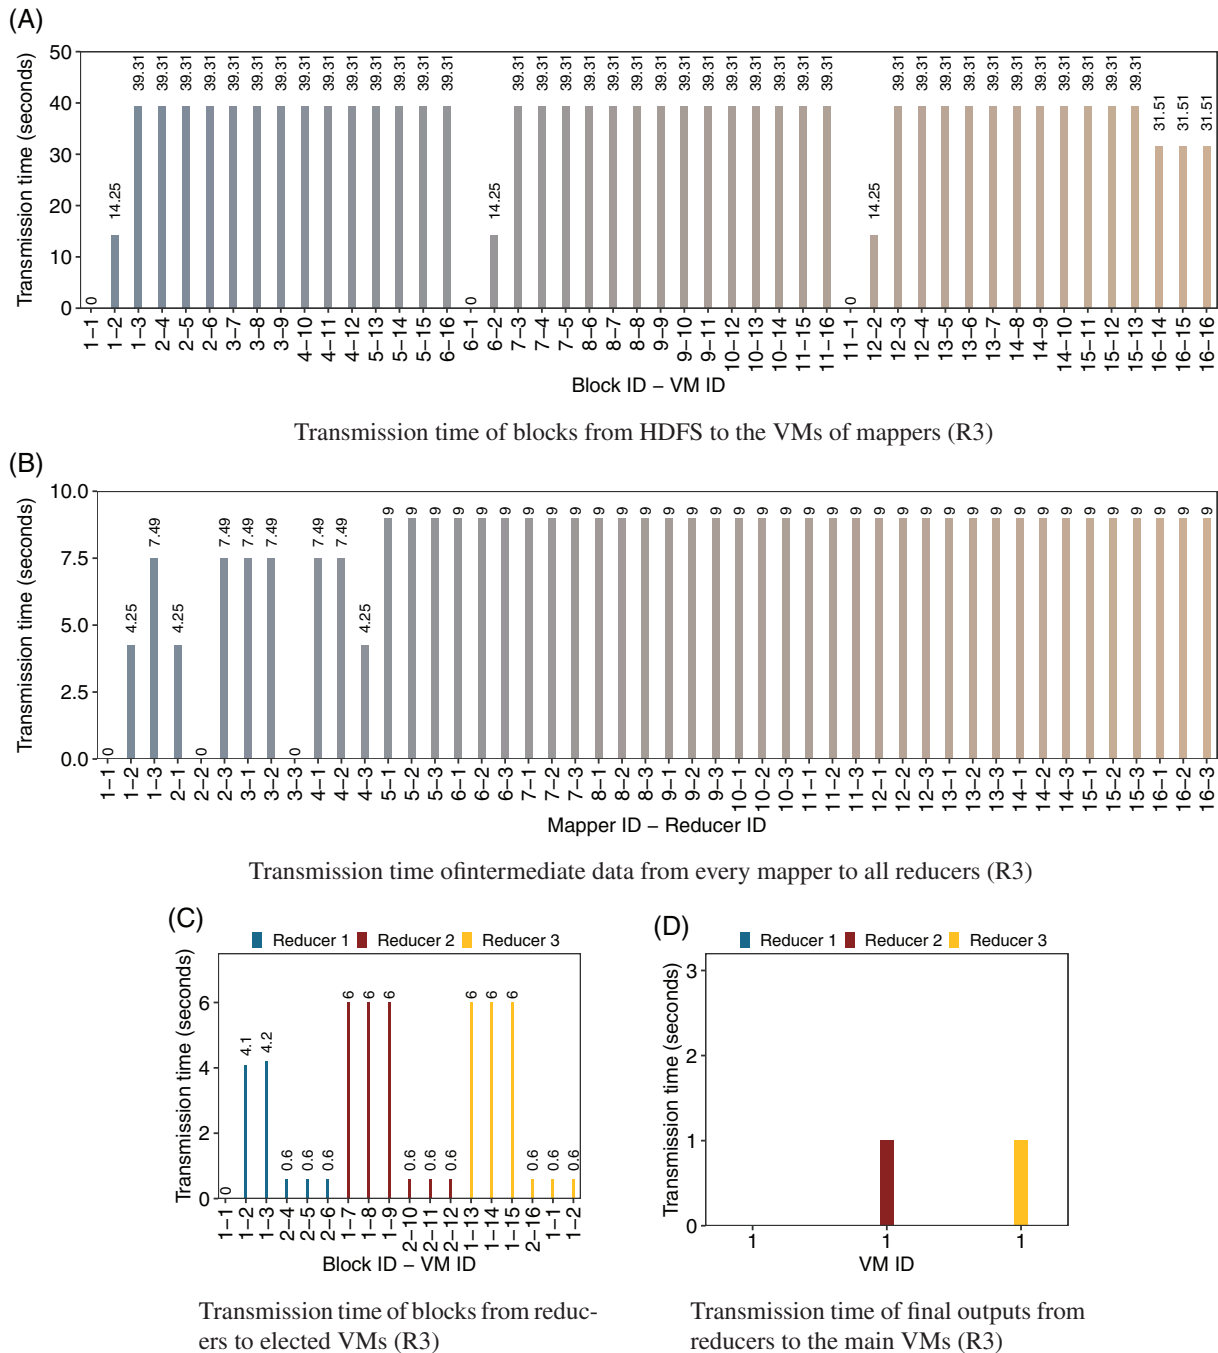 (A)
Transmission time (seconds)
50
40
30
20
10
0
0 14.25 39.31 39.31 39.31 39.31 39.31 39.31 39.31 39.31 39.31 39.31 39.31 39.31 39.31 39.31 0 14.25 39.31 39.31 39.31 39.31 39.31 39.31 39.31 39.31 39.31 39.31 39.31 39.31 39.31 39.31 0 14.25 39.31 39.31 39.31 39.31 39.31 39.31 39.31 39.31 39.31 39.31 39.31 31.51 31.51 31.51
1−1 1−2 1−3 2−4 2−5 2−6 3−7 3−8 3−9 4−10 4−11 4−12 5−13 5−14 5−15 6−16 6−1 6−2 7−3 7−4 7−5 8−6 8−7 8−8 9−9 9−10 9−11 10−12 10−13 10−14 11−15 11−16 11−1 12−2 12−3 12−4 13−5 13−6 13−7 14−8 14−9 14−10 15−11 15−12 15−13 16−14 16−15 16−16
Block ID − VM ID
Transmission time of blocks from HDFS to the VMs of mappers (R3)
(B)
Transmission time (seconds)
10.0
7.5
5.0
2.5
0.0
0 4.25 7.49 4.25 0 7.49 7.49 7.49 0 7.49 7.49 4.25 9 9 9 9 9 9 9 9 9 9 9 9 9 9 9 9 9 9 9 9 9 9 9 9 9 9 9 9 9 9 9 9 9 9 9 9
1−1 1−2 1−3 2−1 2−2 2−3 3−1 3−2 3−3 4−1 4−2 4−3 5−1 5−2 5−3 6−1 6−2 6−3 7−1 7−2 7−3 8−1 8−2 8−3 9−1 9−2 9−3 10−1 10−2 10−3 11−1 11−2 11−3 12−1 12−2 12−3 13−1 13−2 13−3 14−1 14−2 14−3 15−1 15−2 15−3 16−1 16−2 16−3
Mapper ID − Reducer ID
Transmission time ofintermediate data from every mapper to all reducers (R3)
(C)
Reducer 1 Reducer 2 Reducer 3
Transmission time (seconds)
6
4
2
0
0 4.1 4.2 0.6 0.6 0.6 6 6 6 0.6 0.6 0.6 6 6 6 0.6 0.6 0.6
1−1 1−2 1−3 2−4 2−5 2−6 1−7 1−8 1−9 2−10 2−11 2−12 1−13 1−14 1−15 2−16 1−1 1−2
Block ID − VM ID
Transmission time of blocks from reduc-
ers to elected VMs (R3)
(D)
Reducer 1 Reducer 2 Reducer 3
Transmission time (seconds)
3
2
1
0
1 1 1
VM ID
Transmission time of final outputs from
reducers to the main VMs (R3)